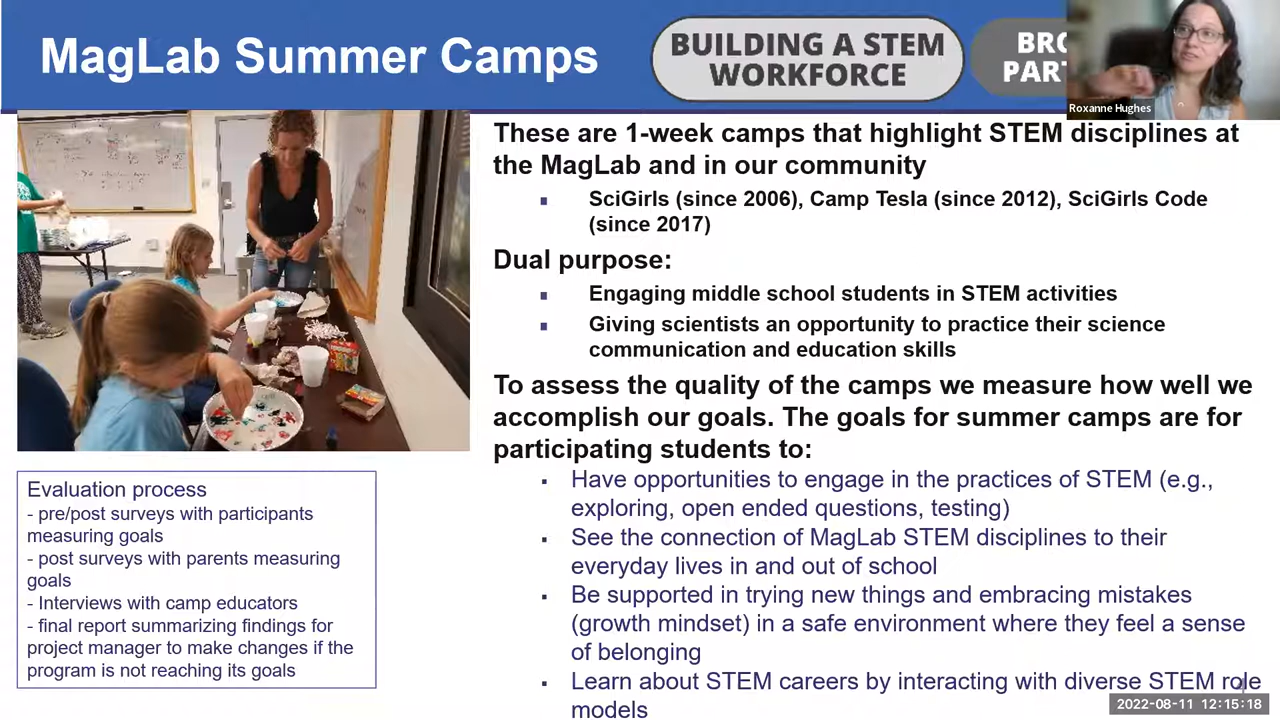 MagLab Summer Camps
BUILDING A STEM
WORKFORCE
BRO
PART
Roxanne Hughes
These are 1-week camps that highlight STEM disciplines at
the MagLab and in our community
▪ SciGirls (since 2006), Camp Tesla (since 2012), SciGirls Code
(since 2017)
Dual purpose:
▪ Engaging middle school students in STEM activities
▪ Giving scientists an opportunity to practice their science
communication and education skills
To assess the quality of the camps we measure how well we
accomplish our goals. The goals for summer camps are for
participating students to:
▪ Have opportunities to engage in the practices of STEM (e.g.,
exploring, open ended questions, testing)
▪ See the connection of MagLab STEM disciplines to their
everyday lives in and out of school
▪ Be supported in trying new things and embracing mistakes
(growth mindset) in a safe environment where they feel a sense
of belonging
▪ Learn about STEM careers by interacting with diverse STEM role
models
Evaluation process
- pre/post surveys with participants
measuring goals
- post surveys with parents measuring
goals
- Interviews with camp educators
- final report summarizing findings for
project manager to make changes if the
program is not reaching its goals
2022-08-11 12:15:18